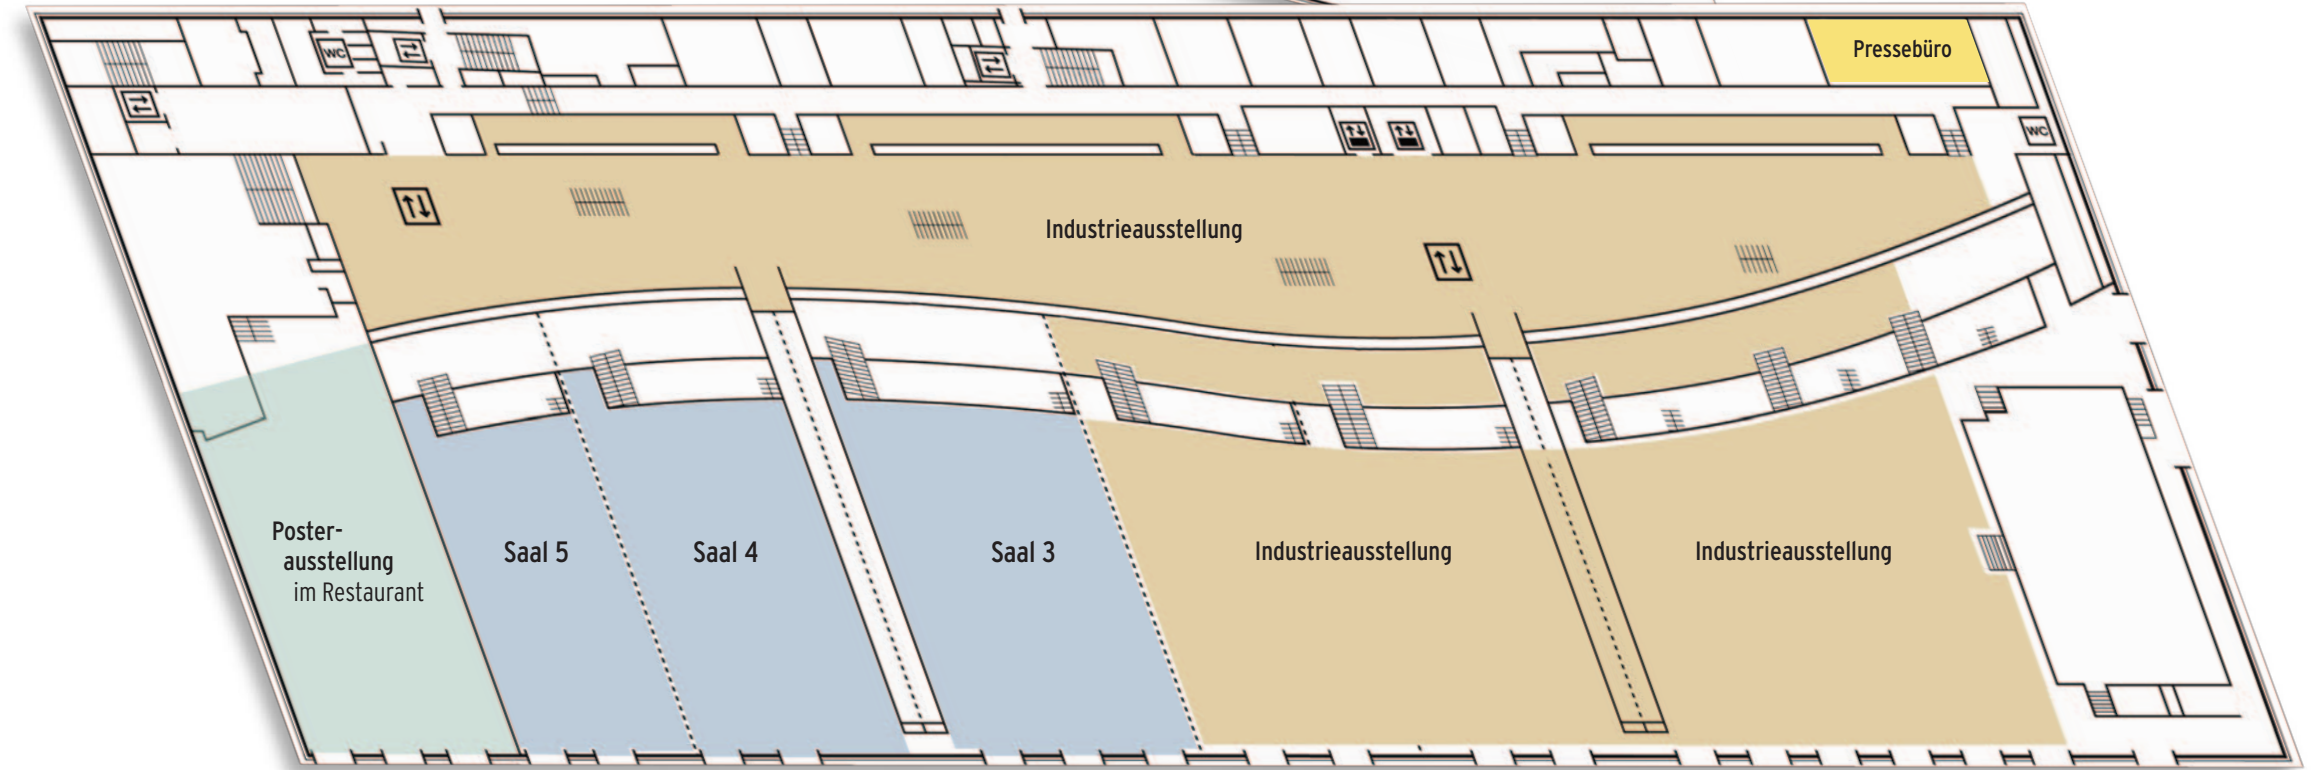 WC
Pressebüro
WC
Industrieausstellung
Poster-
ausstellung
im Restaurant
Saal 5
Saal 4
Saal 3
Industrieausstellung
Industrieausstellung